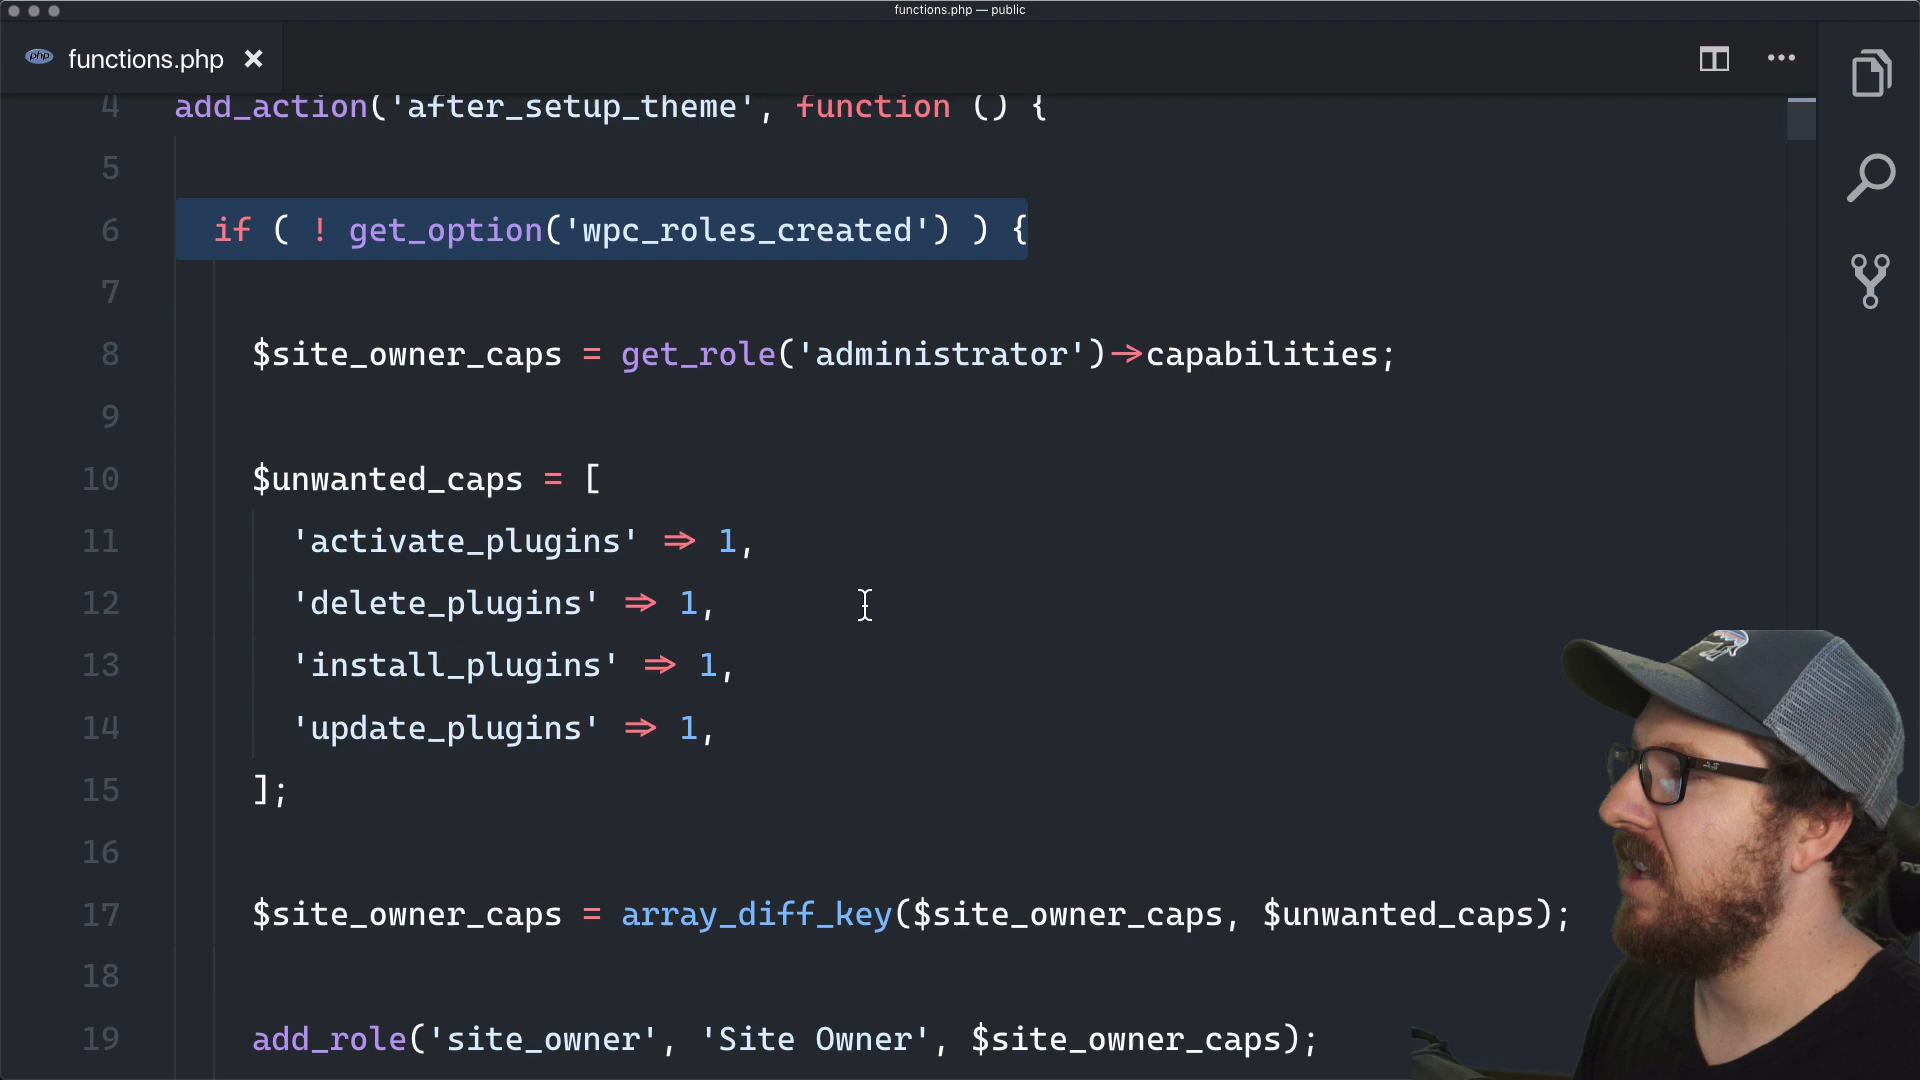 functions.php — public
php functions.php
4 add_action('after_setup_theme', function () {
5
6 if ( ! get_option('wpc_roles_created') ) {
7
8 $site_owner_caps = get_role('administrator')->capabilities;
9
10 $unwanted_caps = [
11 'activate_plugins' => 1,
12 'delete_plugins' => 1,
13 'install_plugins' => 1,
14 'update_plugins' => 1,
15 ];
16
17 $site_owner_caps = array_diff_key($site_owner_caps, $unwanted_caps);
18
19 add_role('site_owner', 'Site Owner', $site_owner_caps);